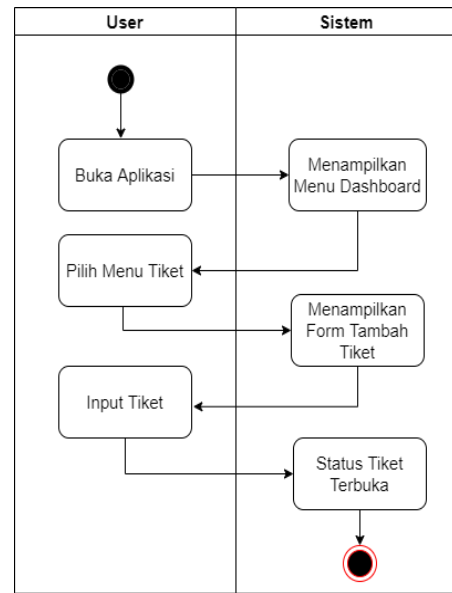 User
Sistem
Buka Aplikasi
Menampilkan
Menu Dashboard
Pilih Menu Tiket
Menampilkan
Form Tambah
Tiket
Input Tiket
Status Tiket
Terbuka